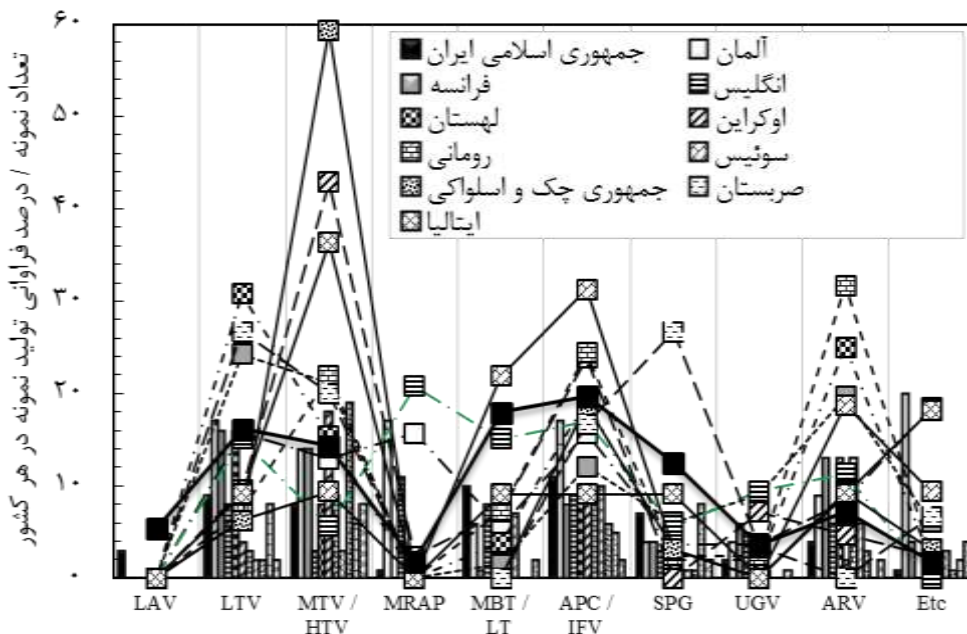 تعداد نمونه / درصد فراوانی تولید نمونه در هر کشور
۶۰
۵۰
۴۰
۳۰
۲۰
۱۰
۰
جمهوری اسلامی ایران آلمان
فرانسه انگلیس
لهستان اوکراین
رومانی سوئیس
جمهوری چک و اسلواکی صربستان
ایتالیا
LAV LTV MTV / MRAP MBT / APC / SPG UGV ARV Etc
HTV LT IFV